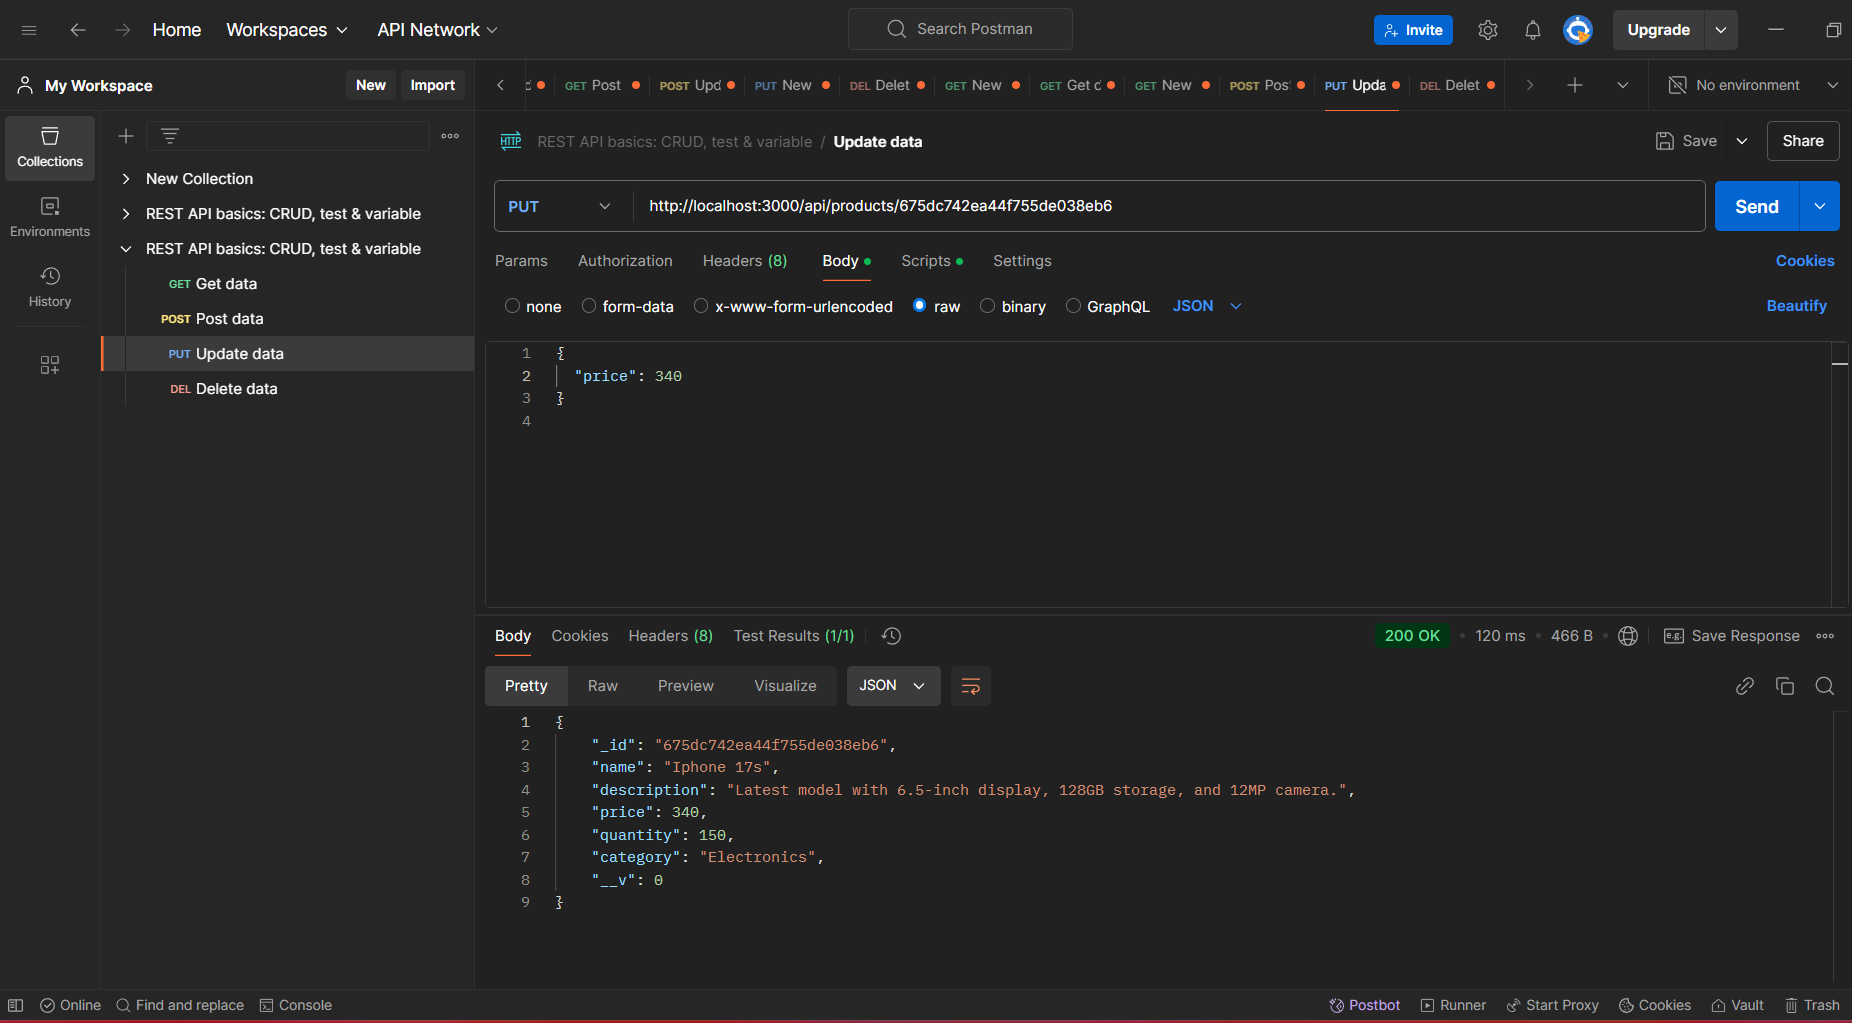 Home Workspaces API Network Search Postman Invite Upgrade
My Workspace New Import
GET Post POST Upd PUT New DEL Delet GET New GET Get GET New POST Pos PUT Upda DEL Delet No environment
Collections
Environments
History
New Collection
REST API basics: CRUD, test & variable
REST API basics: CRUD, test & variable
GET Get data
POST Post data
PUT Update data
DEL Delete data
HTTP REST API basics: CRUD, test & variable / Update data Save Share
PUT http://localhost:3000/api/products/675dc742ea44f755de038eb6 Send
Params Authorization Headers (8) Body Scripts Settings Cookies
none form-data x-www-form-urlencoded raw binary GraphQL JSON Beautify
1 {
2 "price": 340
3 }
4
Body Cookies Headers (8) Test Results (1/1) 200 OK 120 ms 466 B e.g. Save Response
Pretty Raw Preview Visualize JSON
1 {
2 "_id": "675dc742ea44f755de038eb6",
3 "name": "Iphone 17s",
4 "description": "Latest model with 6.5-inch display, 128GB storage, and 12MP camera.",
5 "price": 340,
6 "quantity": 150,
7 "category": "Electronics",
8 "__v": 0
9 }
Online Find and replace Console Postbot Runner Start Proxy Cookies Vault Trash